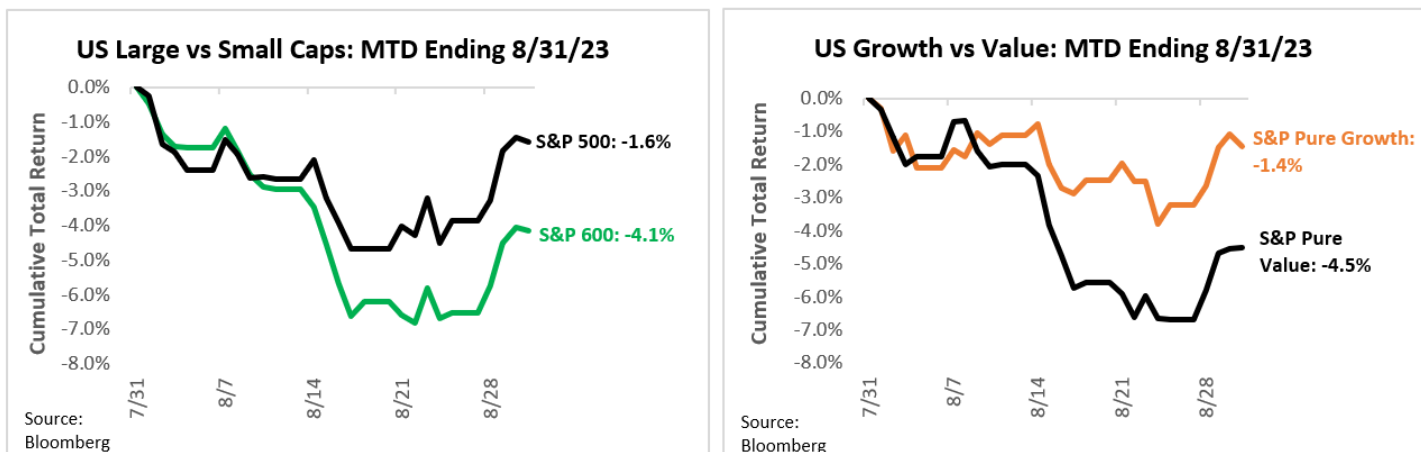 US Large vs Small Caps: MTD Ending 8/31/23
Cumulative Total Return
0.0%
-1.0%
-2.0%
-3.0%
-4.0%
-5.0%
-6.0%
-7.0%
-8.0%
S&P 500: -1.6%
S&P 600: -4.1%
7/31
8/7
8/14
8/21
8/28
Source:
Bloomberg
US Growth vs Value: MTD Ending 8/31/23
Cumulative Total Return
0.0%
-1.0%
-2.0%
-3.0%
-4.0%
-5.0%
-6.0%
-7.0%
-8.0%
S&P Pure Growth:
-1.4%
S&P Pure
Value: -4.5%
7/31
8/7
8/14
8/21
8/28
Source:
Bloomberg